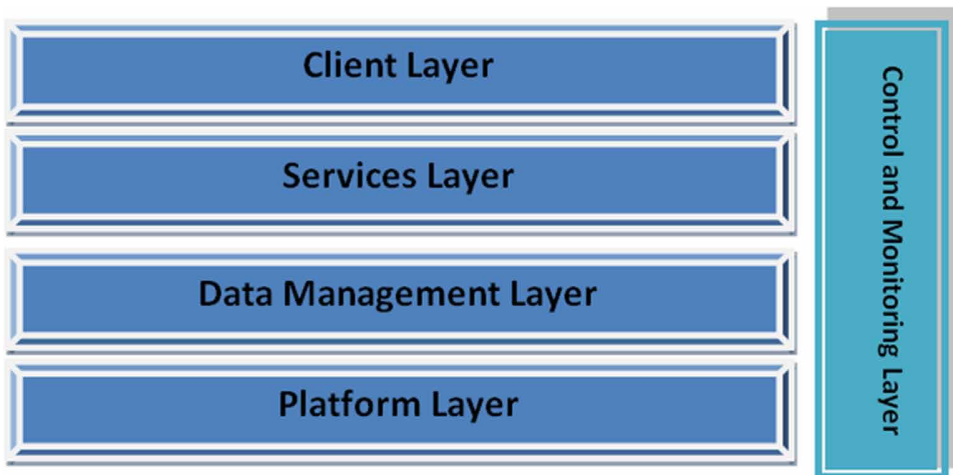 Client Layer
Services Layer
Data Management Layer
Platform Layer
Control and Monitoring Layer